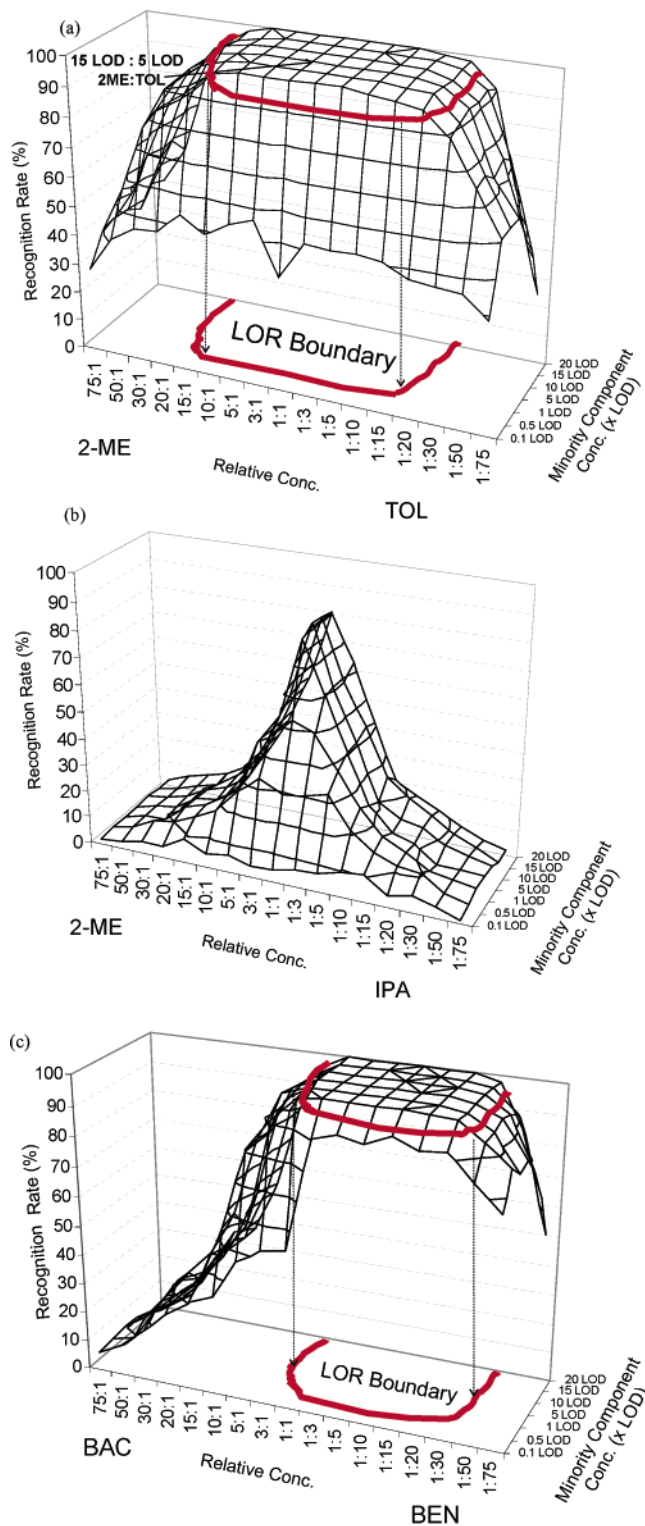 (a)
15 LOD : 5 LOD
2ME:TOL
Recognition Rate (%)
100
90
80
70
60
50
40
30
20
10
0
LOR Boundary
75:1
50:1
30:1
20:1
15:1
10:1
5:1
3:1
1:1
1:3
1:5
1:10
1:15
1:20
1:30
1:50
1:75
20 LOD
15 LOD
10 LOD
5 LOD
1 LOD
0.5 LOD
0.1 LOD
Minority Component
Conc. (x LOD)
2-ME
Relative Conc.
TOL
(b)
Recognition Rate (%)
100
90
80
70
60
50
40
30
20
10
0
75:1
50:1
30:1
20:1
15:1
10:1
5:1
3:1
1:1
1:3
1:5
1:10
1:15
1:20
1:30
1:50
1:75
20 LOD
15 LOD
10 LOD
5 LOD
1 LOD
0.5 LOD
0.1 LOD
Minority Component
Conc. (x LOD)
2-ME
Relative Conc.
IPA
(c)
Recognition Rate (%)
100
90
80
70
60
50
40
30
20
10
0
LOR Boundary
75:1
50:1
30:1
20:1
15:1
10:1
5:1
3:1
1:1
1:3
1:5
1:10
1:15
1:20
1:30
1:50
1:75
20 LOD
15 LOD
10 LOD
5 LOD
1 LOD
0.5 LOD
0.1 LOD
Minority Component
Conc. (x LOD)
BAC
Relative Conc.
BEN